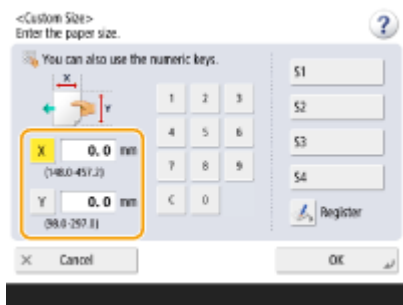 <Custom Size>
Enter the paper size.
?
You can also use the numeric keys.
X
Y
1 2 3
4 5 6
7 8 9
C 0
X 0.0 mm
(148.0-457.2)
Y 0.0 mm
(98.0-297.0)
S1
S2
S3
S4
Register
× Cancel
OK